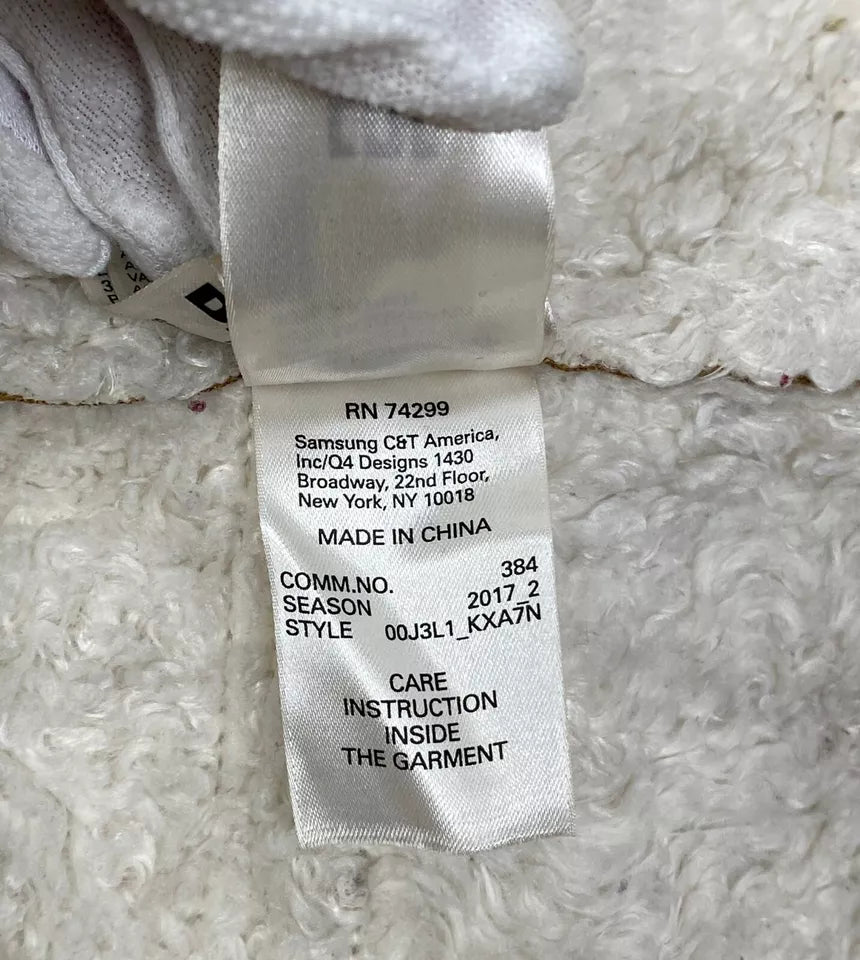 RN 74299
Samsung C&T America,
Inc/Q4 Designs 1430
Broadway, 22nd Floor,
New York, NY 10018
MADE IN CHINA
COMM.NO. 384
SEASON 2017_2
STYLE 00J3L1_KXA7N
CARE
INSTRUCTION
INSIDE
THE GARMENT